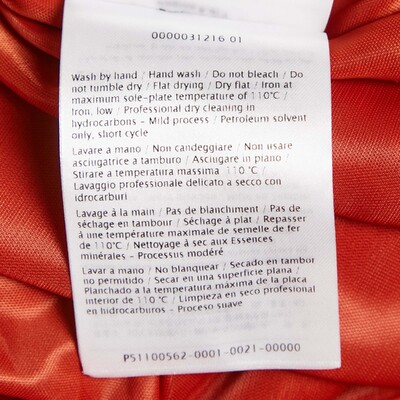 0000031216 01
Wash by hand / Hand wash / Do not bleach / Do
not tumble dry / Flat drying / Dry flat / Iron at
maximum sole-plate temperature of 110°C /
Iron, low / Professional dry cleaning in
hydrocarbons - Mild process / Petroleum solvent
only, short cycle
Lavare a mano / Non candeggiare / Non usare
asciugatrice a tamburo / Asciugare in piano /
Stirare a temperatura massima 110 °C /
Lavaggio professionale delicato a secco con
idrocarburi
Lavage à la main / Pas de blanchiment / Pas de
séchage en tambour / Séchage à plat / Repasser
à une température maximale de semelle de fer
de 110°C / Nettoyage à sec aux Essences
minérales - Processus modéré
Lavar a mano / No blanquear / Secado en tambor
no permitido / Secar en una superficie plana /
Planchado a la temperatura máxima de la placa
interior de 110 °C / Limpieza en seco profesional
en hidrocarburos - Proceso suave
P51100562-0001-0021-00000